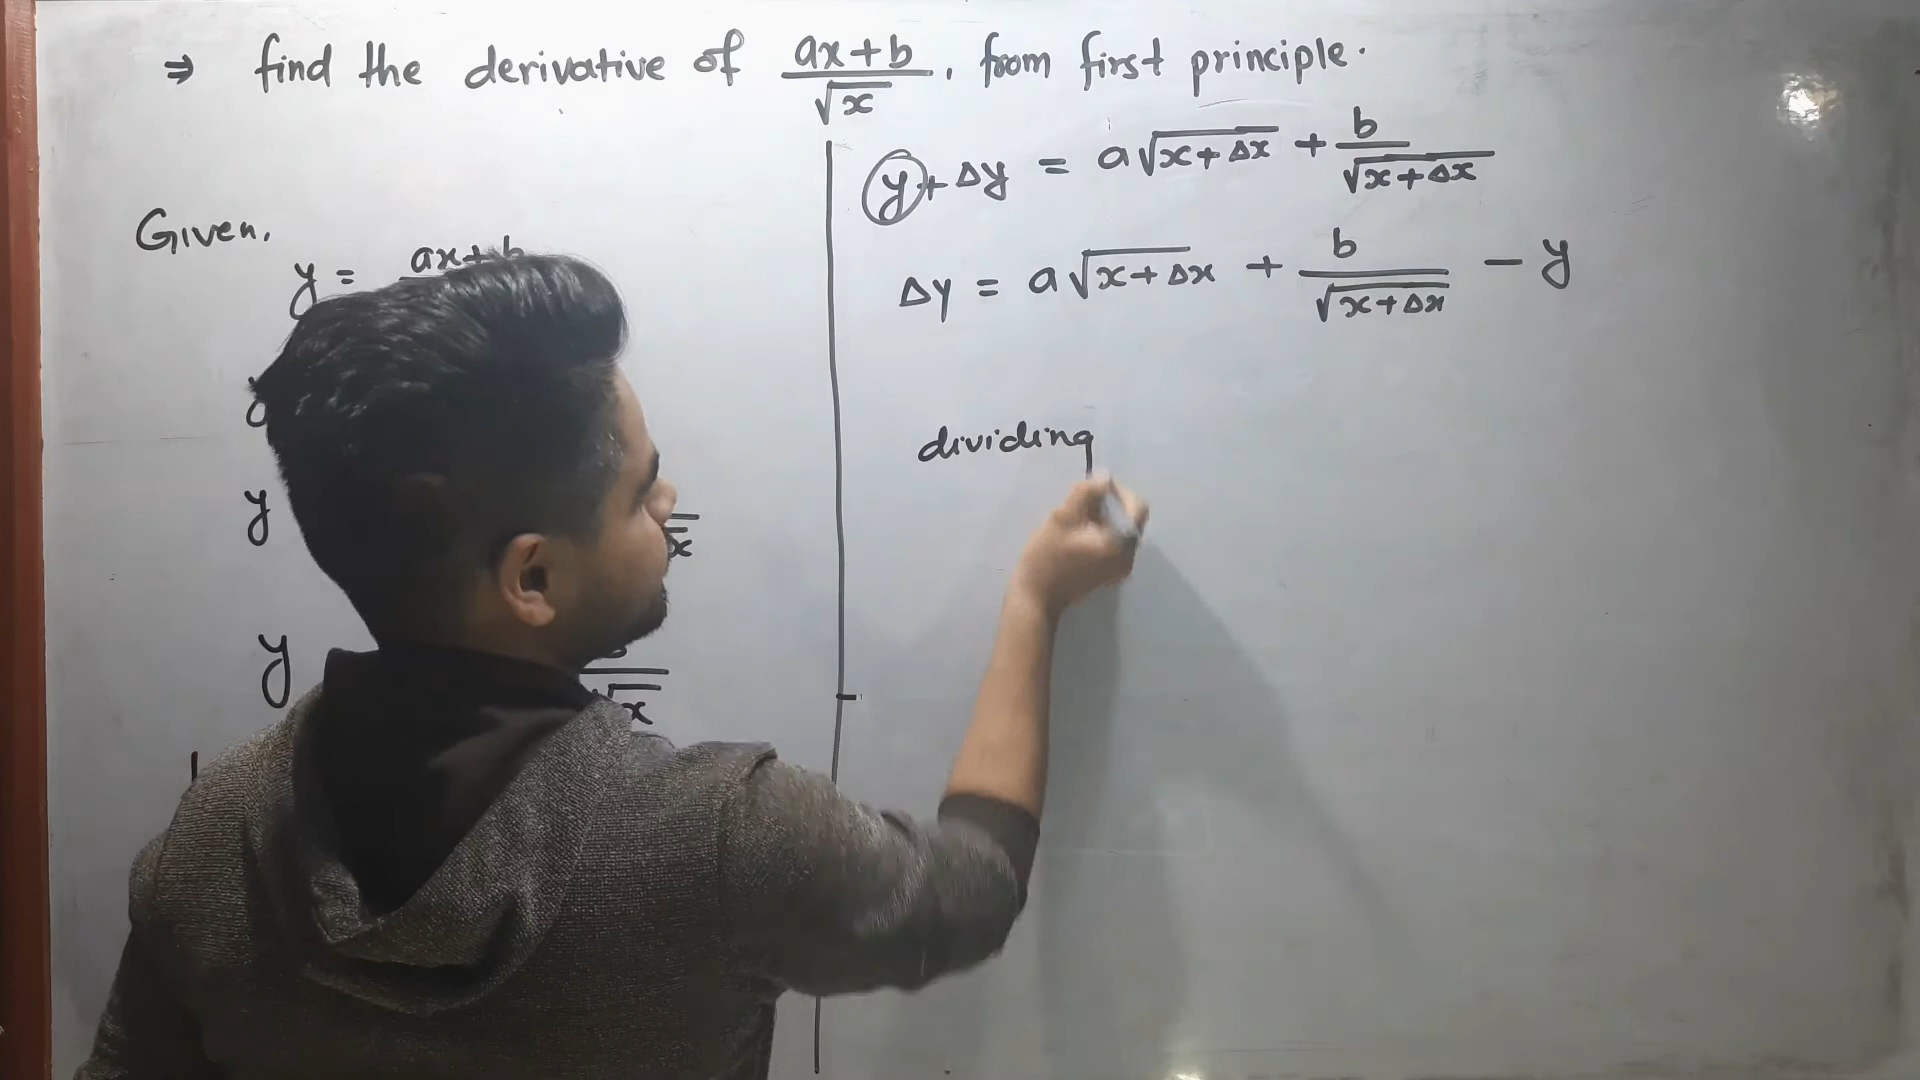 ⇒ find the derivative of (ax+b)/√x, from first principle.
Given,
y = ax+b
y
√x
y
√x
y + Δy = a√(x+Δx) + b/√(x+Δx)
Δy = a√(x+Δx) + b/√(x+Δx) − y
dividing